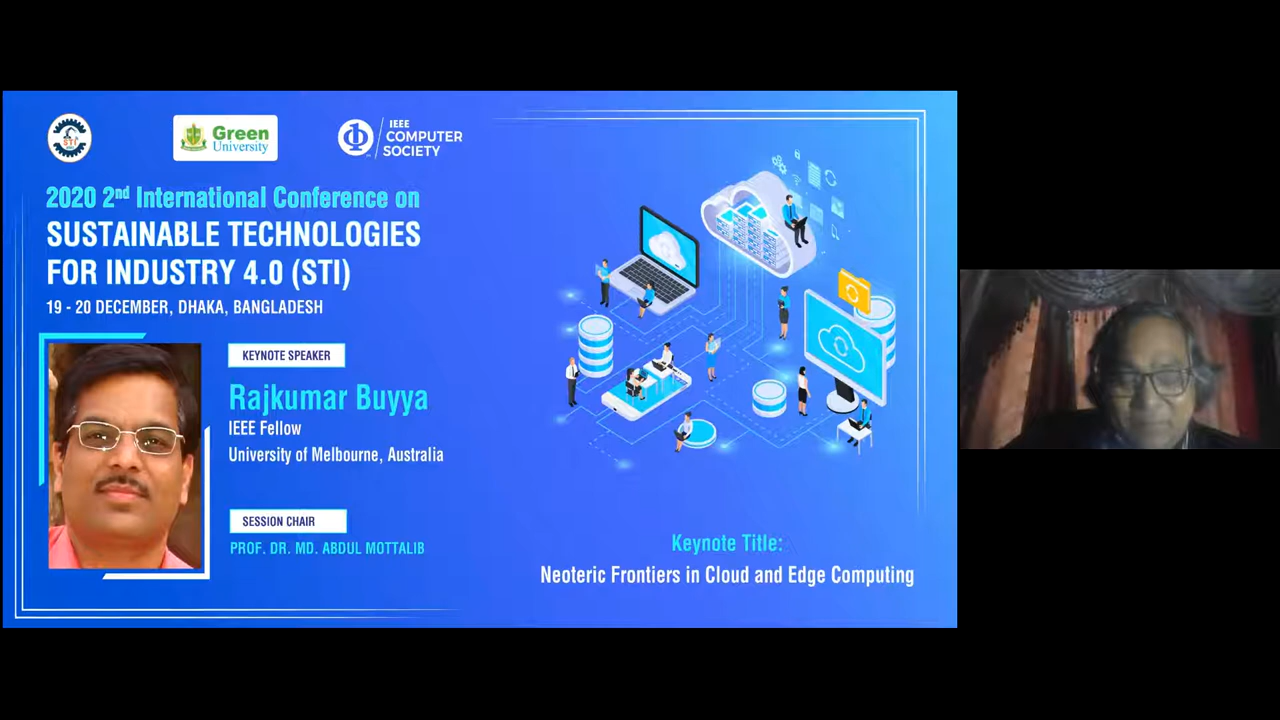 STI
Green
University
IEEE
COMPUTER
SOCIETY
2020 2nd International Conference on
SUSTAINABLE TECHNOLOGIES
FOR INDUSTRY 4.0 (STI)
19 - 20 DECEMBER, DHAKA, BANGLADESH
KEYNOTE SPEAKER
Rajkumar Buyya
IEEE Fellow
University of Melbourne, Australia
SESSION CHAIR
PROF. DR. MD. ABDUL MOTTALIB
Keynote Title:
Neoteric Frontiers in Cloud and Edge Computing